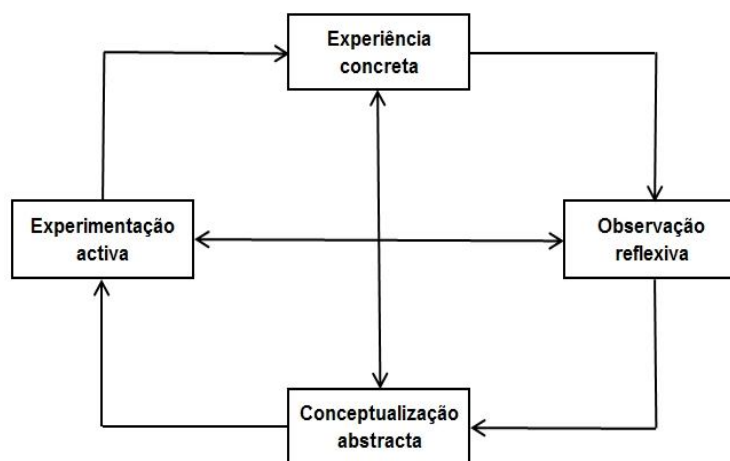 Experiência
concreta
Experimentação
activa
Observação
reflexiva
Conceptualização
abstracta